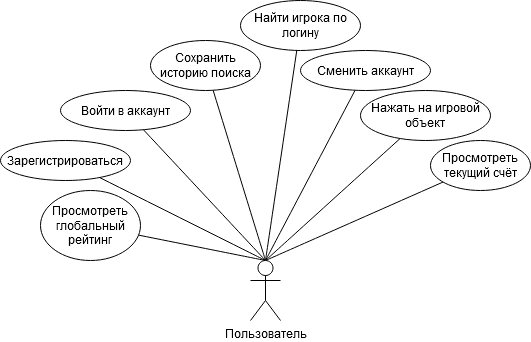 Найти игрока по
логину
Сохранить
историю поиска
Сменить аккаунт
Войти в аккаунт
Нажать на игровой
объект
Зарегистрироваться
Просмотреть
текущий счёт
Просмотреть
глобальный
рейтинг
Пользователь